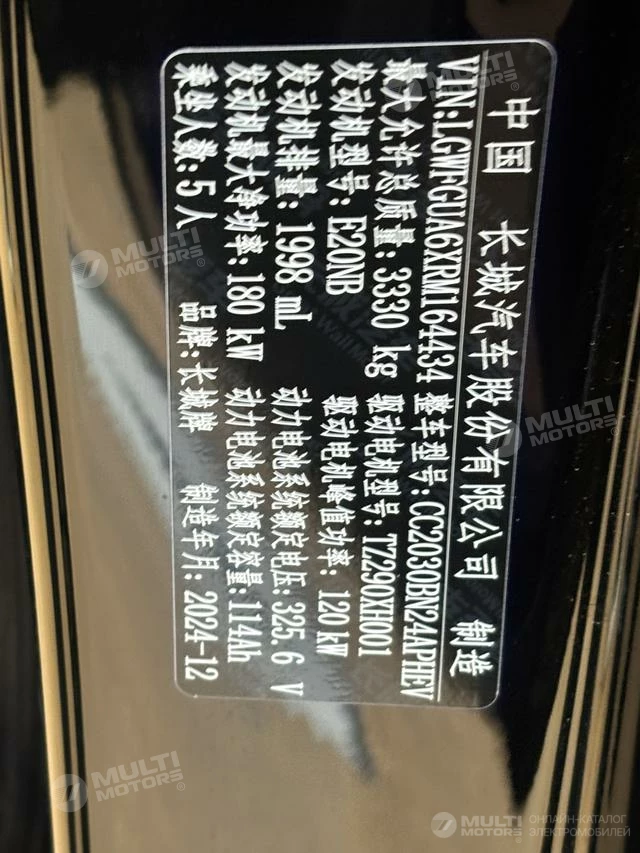 中国 长城汽车股份有限公司 制造
VIN:LGWFGUA6XRM164434 整车型号:CC2030BN24APHEV
最大允许总质量: 3330 kg 驱动电机型号:TZ290XH001
发动机型号: E20NB 驱动电机峰值功率: 120 kW
发动机排量: 1998 mL 动力电池系统额定电压:325.6 V
发动机最大净功率: 180 kW 动力电池系统额定容量:114Ah
乘坐人数:5人 品牌:长城牌 制造年月:2024-12
MULTI MOTORS®
MULTI MOTORS®
MULTI MOTORS®
MULTI MOTORS®
MULTI MOTORS® ОНЛАЙН-КАТАЛОГ ЭЛЕКТРОМОБИЛЕЙ